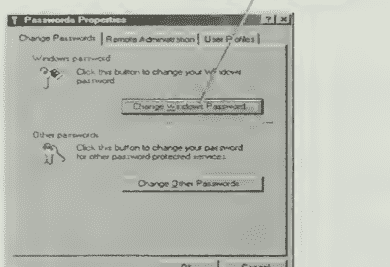 Passwords Properties
Change Passwords Remote Administration User Profiles
Windows password
Click this button to change your Windows
password.
Change Windows Password...
Other passwords
Click this button to change your password
for other password protected services.
Change Other Passwords...
OK Cancel